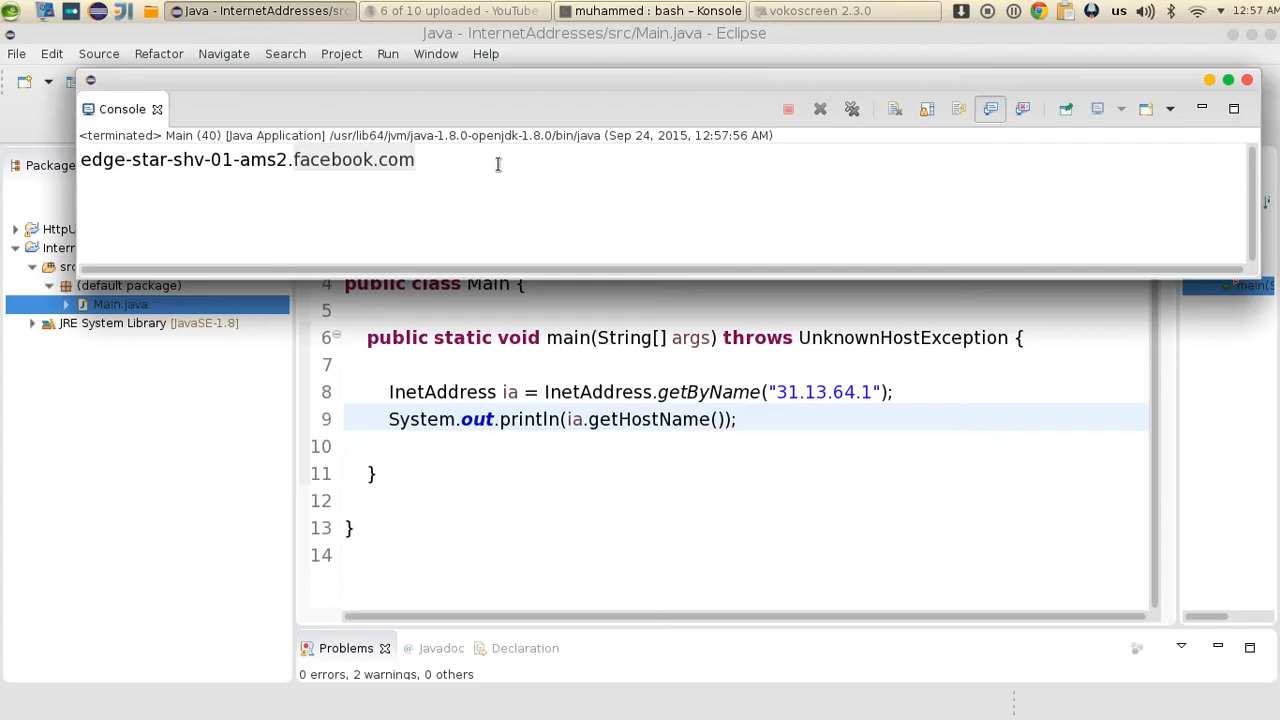 Java - InternetAddresses/src
6 of 10 uploaded - YouTube
muhammed : bash – Konsole
vokoscreen 2.3.0
us
12:57 AM
Java - InternetAddresses/src/Main.java - Eclipse
File Edit Source Refactor Navigate Search Project Run Window Help
Console
<terminated> Main (40) [Java Application] /usr/lib64/jvm/java-1.8.0-openjdk-1.8.0/bin/java (Sep 24, 2015, 12:57:56 AM)
edge-star-shv-01-ams2.facebook.com
Package
HttpU
Intern
src
(default package)
Main.java
JRE System Library [JavaSE-1.8]
4 public class Main {
5
6 public static void main(String[] args) throws UnknownHostException {
7
8 InetAddress ia = InetAddress.getByName("31.13.64.1");
9 System.out.println(ia.getHostName());
10
11 }
12
13 }
14
main(S
Problems
@ Javadoc
Declaration
0 errors, 2 warnings, 0 others